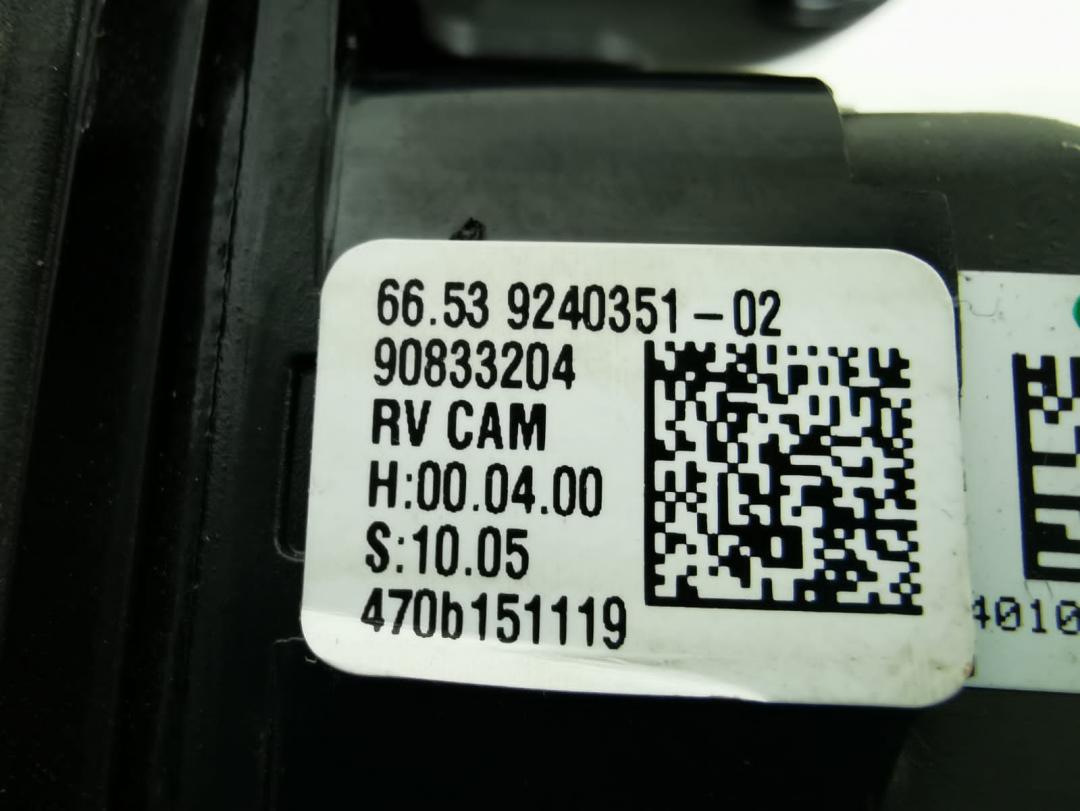 66.53 9240351-02
90833204
RV CAM
H:00.04.00
S:10.05
470b151119
4010